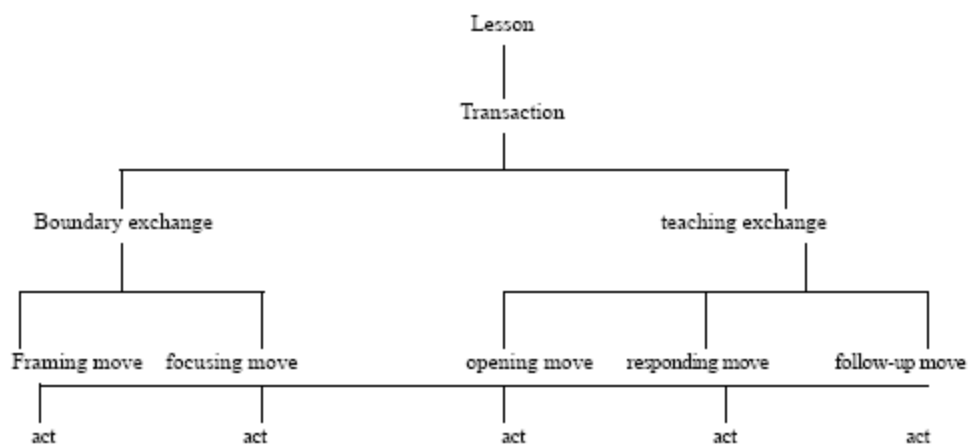 Lesson
Transaction
Boundary exchange teaching exchange
Framing move focusing move opening move responding move follow-up move
act act act act act